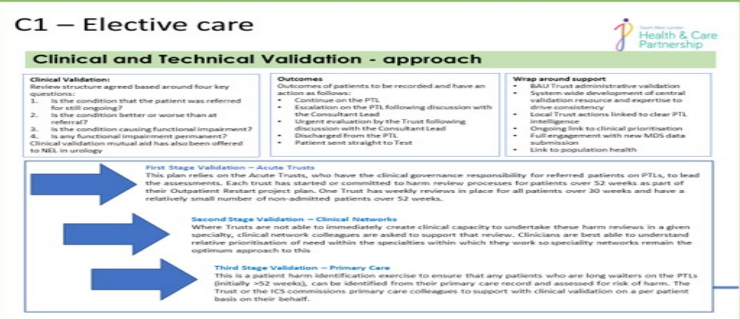 C1 – Elective care
South West London
Health & Care
Partnership
Clinical and Technical Validation - approach
Clinical Validation:
Review structure agreed based around four key
questions:
1. Is the condition that the patient was referred
for still ongoing?
2. Is the condition better or worse than at
referral?
3. Is the condition causing functional impairment?
4. Is any functional impairment permanent?
Clinical validation mutual aid has also been offered
to NEL in urology
Outcomes
Outcomes of patients to be recorded and have an
action as follows:
• Continue on the PTL
• Escalation on the PTL following discussion with
the Consultant Lead
• Urgent evaluation by the Trust following
discussion with the Consultant Lead
• Discharged from the PTL
• Patient sent straight to Test
Wrap around support
• BAU Trust administrative validation
• System wide development of central
validation resource and expertise to
drive consistency
• Local Trust actions linked to clear PTL
intelligence
• Ongoing link to clinical prioritisation
• Full engagement with new MDS data
submission
• Link to population health
First Stage Validation – Acute Trusts
This plan relies on the Acute Trusts, who have the clinical governance responsibility for referred patients on PTLs, to lead
the assessments. Each trust has started or committed to harm review processes for patients over 52 weeks as part of
their Outpatient Restart project plan. One Trust has weekly reviews in place for all patients over 30 weeks and have a
relatively small number of non-admitted patients over 52 weeks.
Second Stage Validation – Clinical Networks
Where Trusts are not able to immediately create clinical capacity to undertake these harm reviews in a given
specialty, clinical network colleagues are asked to support that review. Clinicians are best able to understand
relative prioritisation of need within the specialties within which they work so speciality networks remain the
optimum approach to this
Third Stage Validation – Primary Care
This is a patient harm identification exercise to ensure that any patients who are long waiters on the PTLs
(initially >52 weeks), can be identified from their primary care record and assessed for risk of harm. The
Trust or the ICS commissions primary care colleagues to support with clinical validation on a per patient
basis on their behalf.